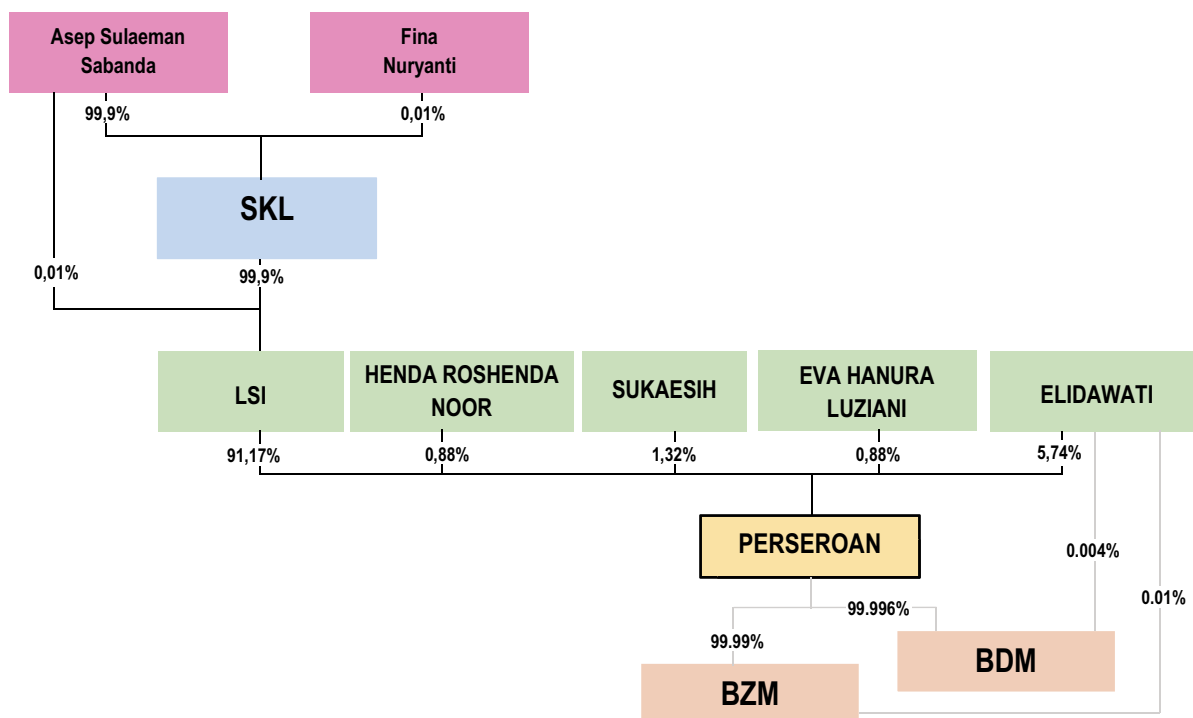 Asep Sulaeman
Sabanda
Fina
Nuryanti
99,9%
0,01%
SKL
0,01%
99,9%
LSI
HENDA ROSHENDA
NOOR
SUKAESIH
EVA HANURA
LUZIANI
ELIDAWATI
91,17%
0,88%
1,32%
0,88%
5,74%
PERSEROAN
0.004%
0.01%
99.996%
99.99%
BDM
BZM